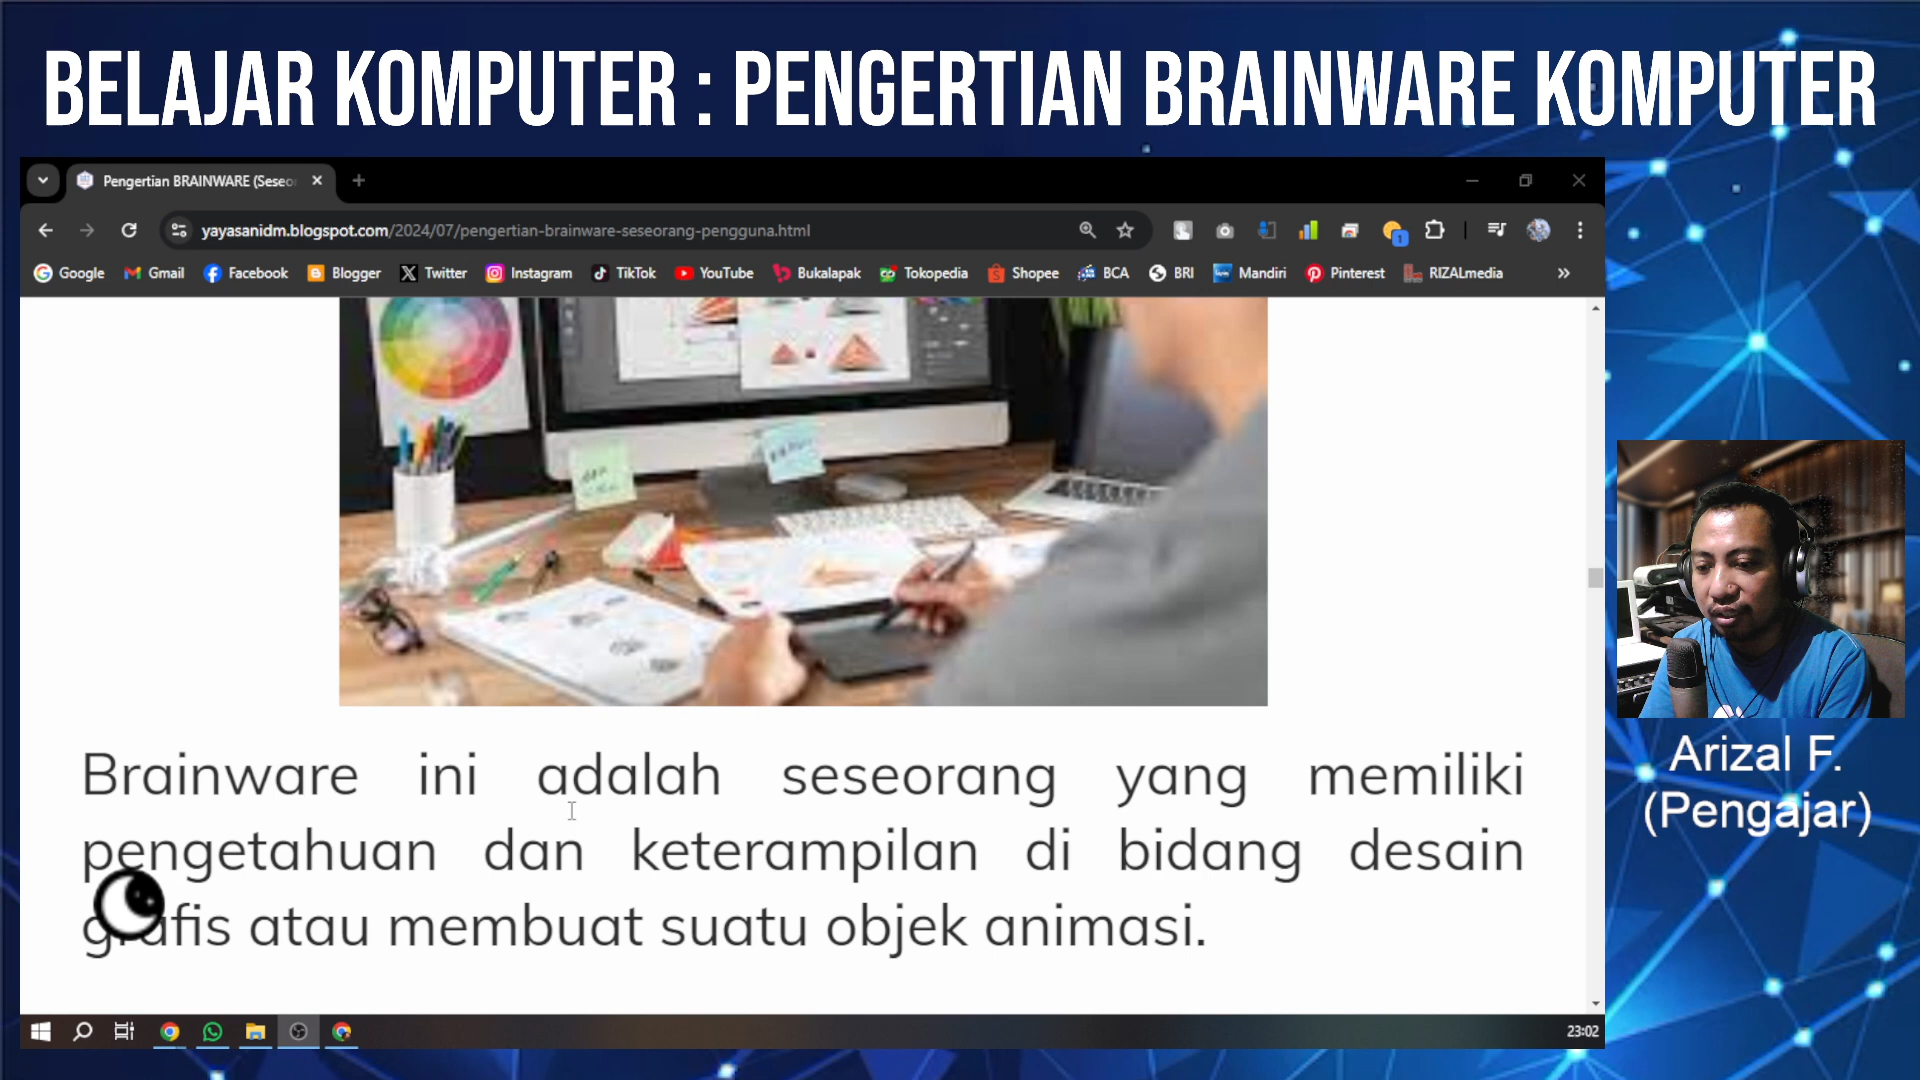 BELAJAR KOMPUTER : PENGERTIAN BRAINWARE KOMPUTER
Pengertian BRAINWARE (Seseo
yayasanidm.blogspot.com/2024/07/pengertian-brainware-seseorang-pengguna.html
1
Google Gmail Facebook Blogger Twitter Instagram TikTok YouTube Bukalapak Tokopedia Shopee BCA BRI Mandiri Pinterest RIZALmedia
Brainware ini adalah seseorang yang memiliki
pengetahuan dan keterampilan di bidang desain
grafis atau membuat suatu objek animasi.
Arizal F.
(Pengajar)
23:02